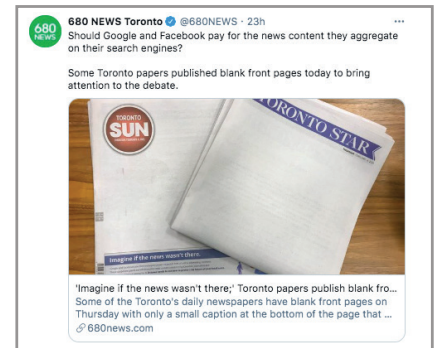 680 NEWS Toronto @680NEWS · 23h
680
NEWS
Should Google and Facebook pay for the news content they aggregate
on their search engines?
Some Toronto papers published blank front pages today to bring
attention to the debate.
TORONTO
SUN
TORONTO STAR
Imagine if the news wasn't there.
'Imagine if the news wasn't there;' Toronto papers publish blank fro...
Some of the Toronto's daily newspapers have blank front pages on
Thursday with only a small caption at the bottom of the page that ...
680news.com